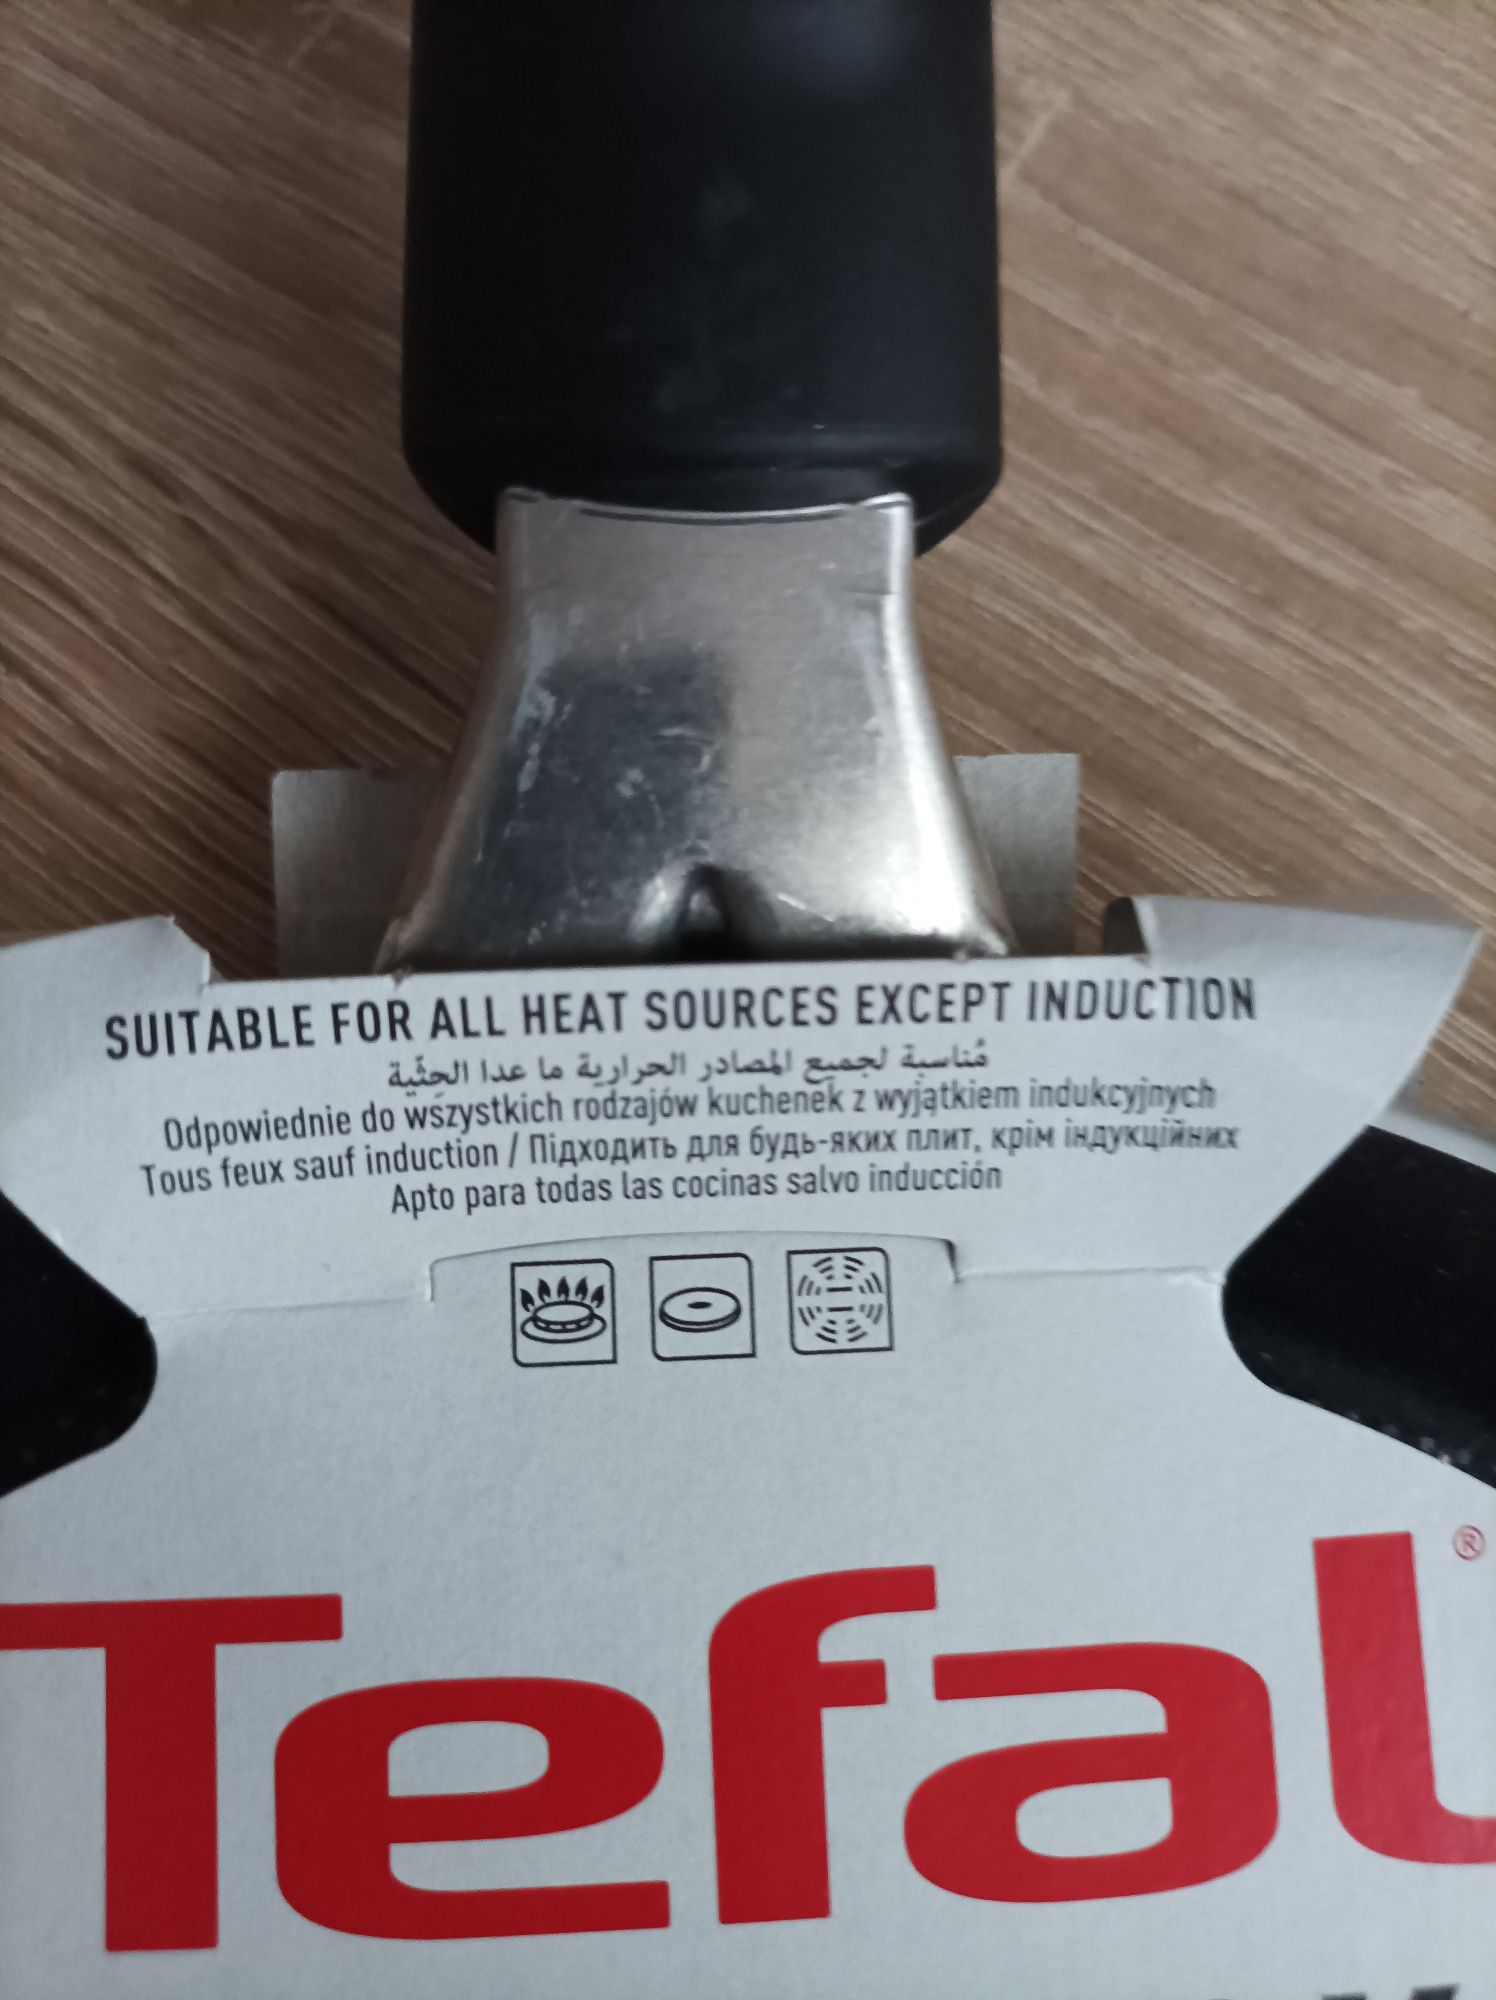 SUITABLE FOR ALL HEAT SOURCES EXCEPT INDUCTION
مُناسبة لجميع المصادر الحرارية ما عدا الحثّية
Odpowiednie do wszystkich rodzajów kuchenek z wyjątkiem indukcyjnych
Tous feux sauf induction / Підходить для будь-яких плит, крім індукційних
Apto para todas las cocinas salvo inducción
Tefal®